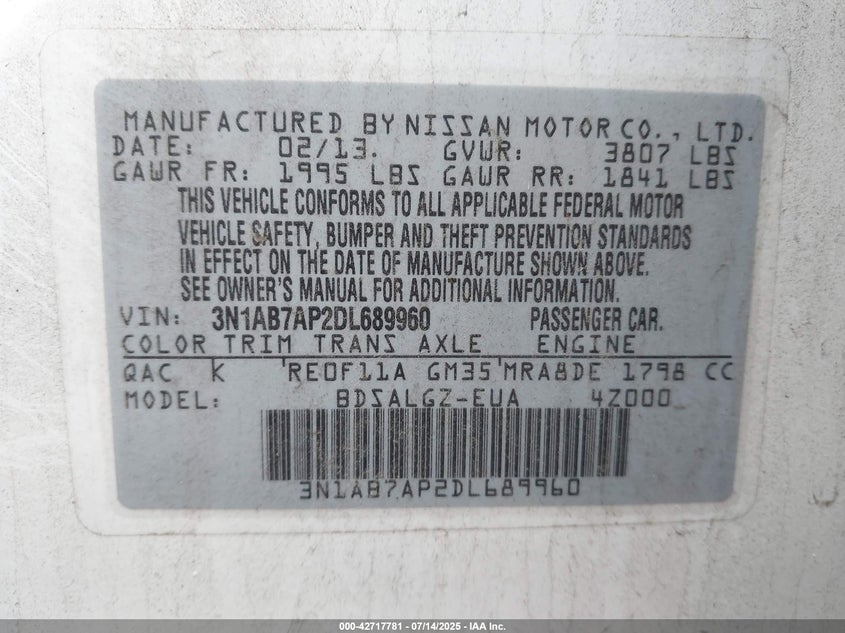 MANUFACTURED BY NISSAN MOTOR CO., LTD.
DATE: 02/13. GVWR: 3807 LBS
GAWR FR: 1995 LBS GAWR RR: 1841 LBS
THIS VEHICLE CONFORMS TO ALL APPLICABLE FEDERAL MOTOR
VEHICLE SAFETY, BUMPER AND THEFT PREVENTION STANDARDS
IN EFFECT ON THE DATE OF MANUFACTURE SHOWN ABOVE.
SEE OWNER'S MANUAL FOR ADDITIONAL INFORMATION.
VIN: 3N1AB7AP2DL689960 PASSENGER CAR.
COLOR TRIM TRANS AXLE ENGINE
QAC K RE0F11A GM35 MRA8DE 1798 CC
MODEL: BDSALGZ-EUA 4Z000
3N1AB7AP2DL689960
000-42717781 - 07/14/2025 - IAA Inc.